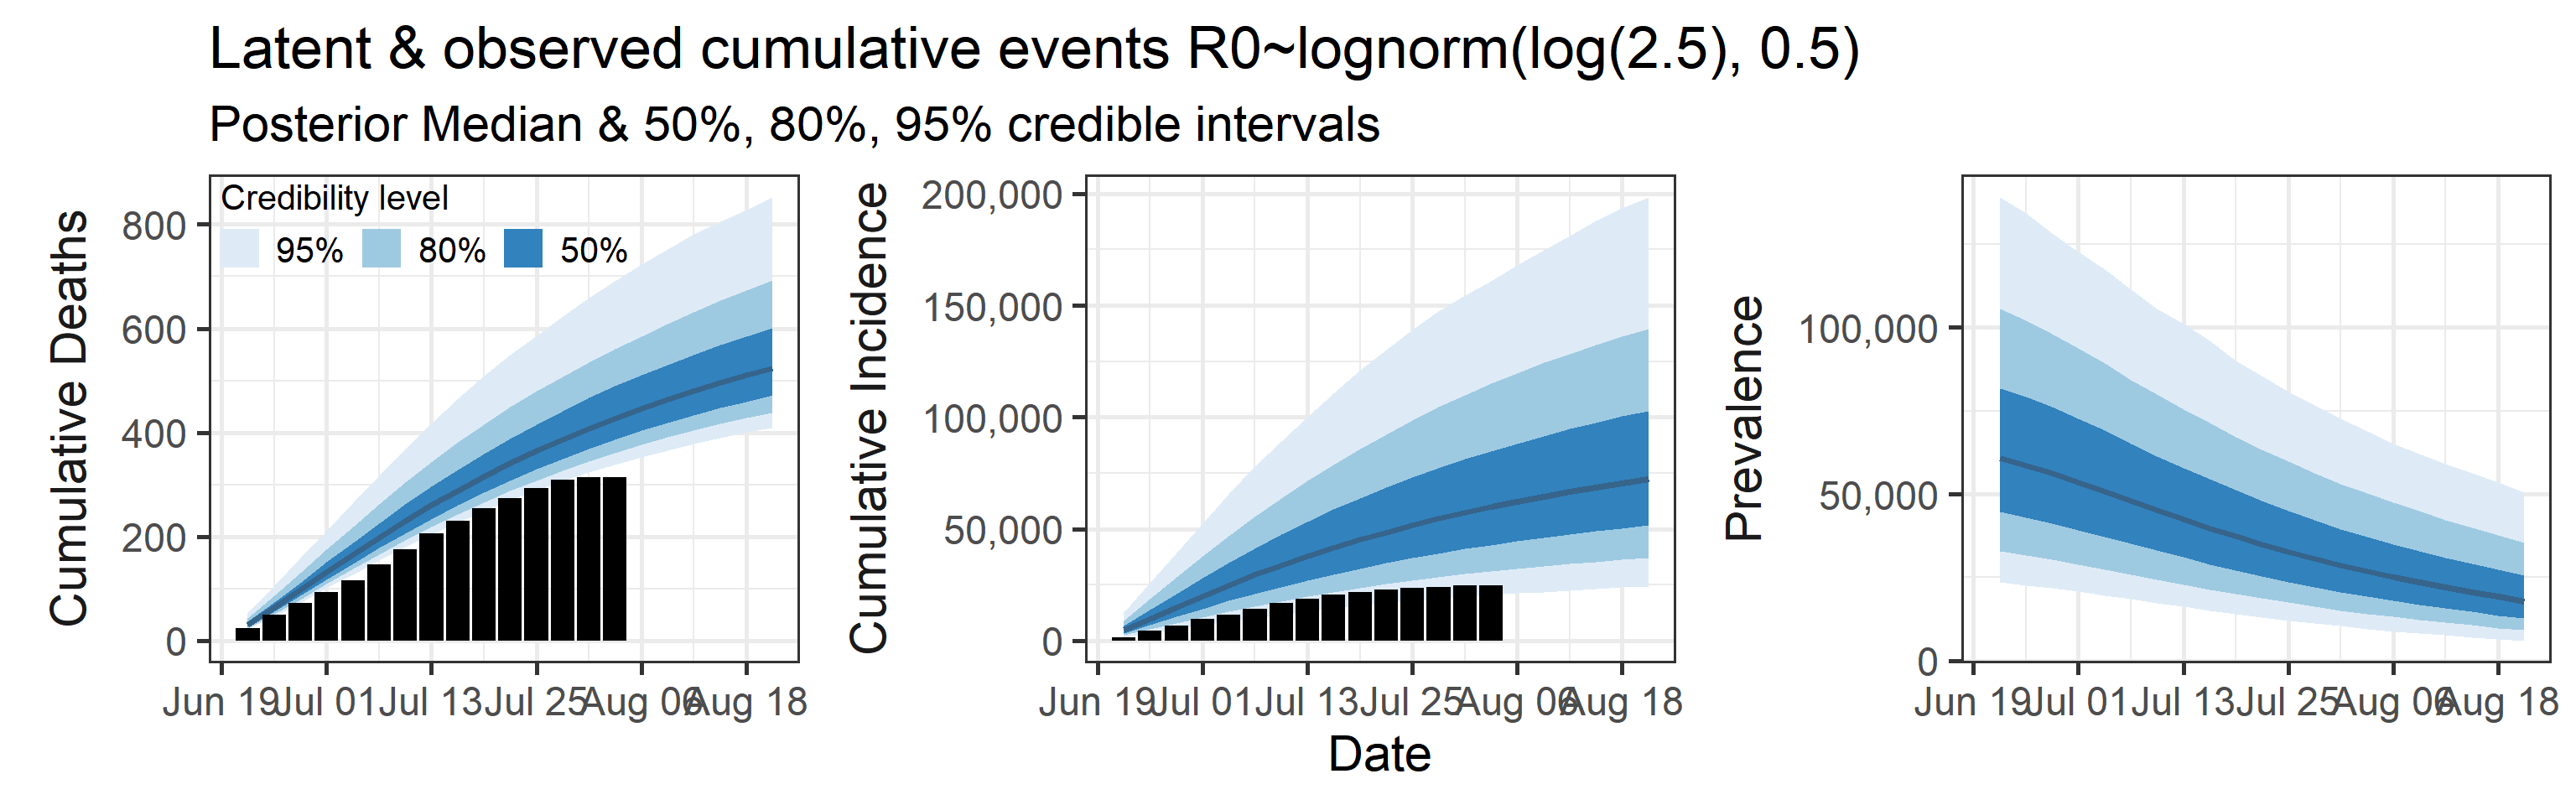 Latent & observed cumulative events R0~lognorm(log(2.5), 0.5)
Posterior Median & 50%, 80%, 95% credible intervals
Cumulative Deaths
Credibility level
95% 80% 50%
800
600
400
200
0
Jun 19 Jul 01 Jul 13 Jul 25 Aug 06 Aug 18
Cumulative Incidence
200,000
150,000
100,000
50,000
0
Jun 19 Jul 01 Jul 13 Jul 25 Aug 06 Aug 18
Prevalence
100,000
50,000
0
Jun 19 Jul 01 Jul 13 Jul 25 Aug 06 Aug 18
Date